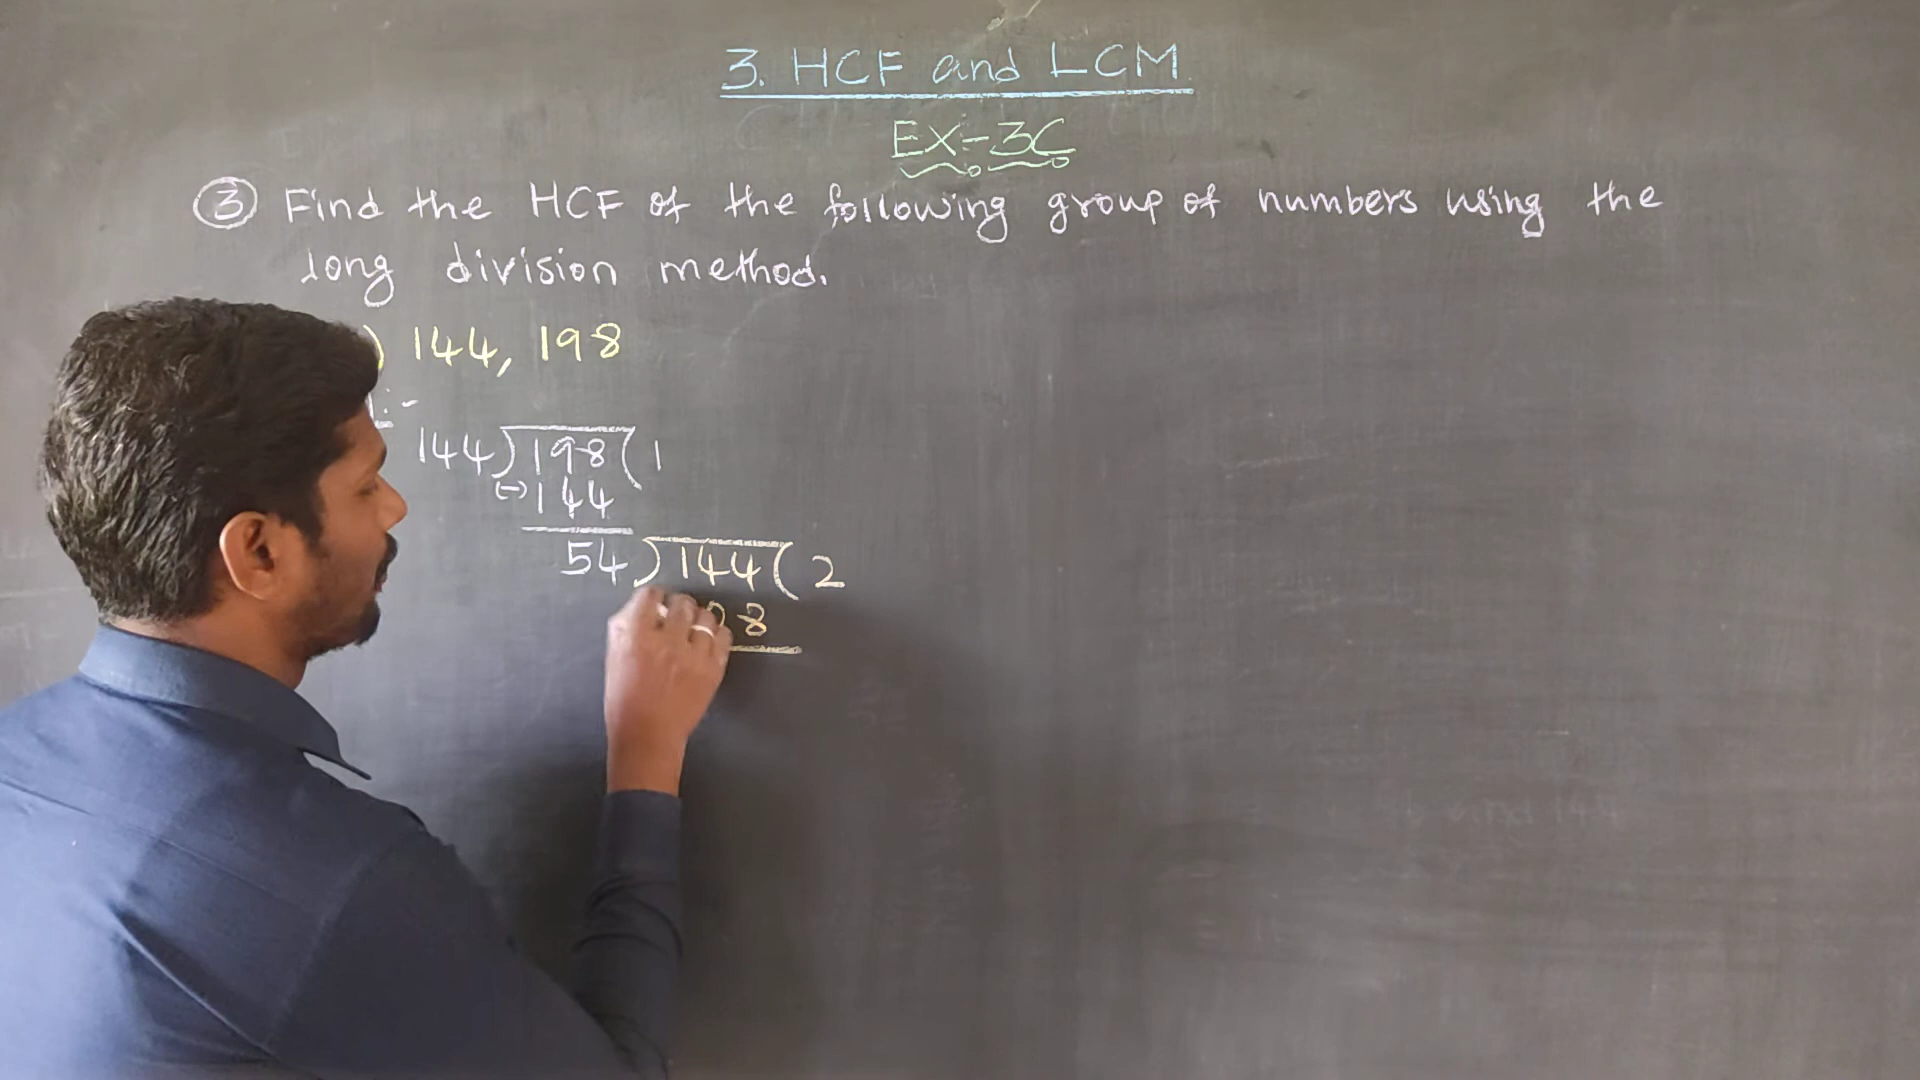 3. HCF and LCM
EX-3C
③ Find the HCF of the following group of numbers using the
long division method.
) 144, 198
:-
144)198(1
(-)144
54)144(2
08